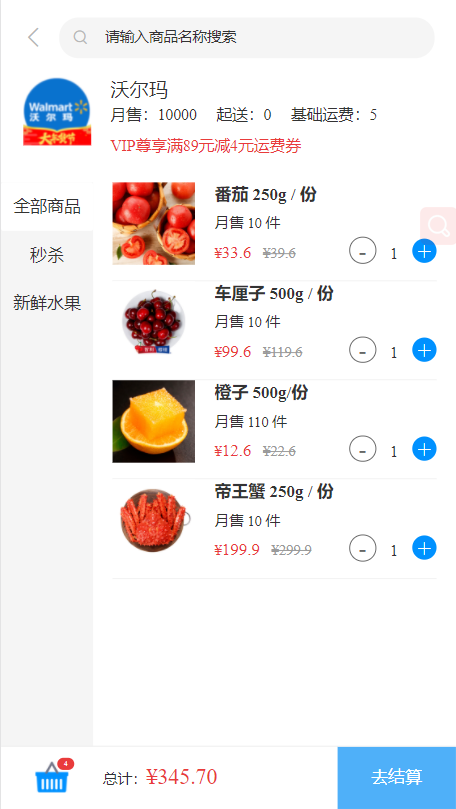 请输入商品名称搜索
Walmart
沃尔玛
沃尔玛
月售：10000 起送：0 基础运费：5
VIP尊享满89元减4元运费券
全部商品
秒杀
新鲜水果
番茄 250g / 份
月售 10 件
¥33.6 ¥39.6 - 1 +
车厘子 500g / 份
月售 10 件
¥99.6 ¥119.6 - 1 +
橙子 500g/份
月售 110 件
¥12.6 ¥22.6 - 1 +
帝王蟹 250g / 份
月售 10 件
¥199.9 ¥299.9 - 1 +
4
总计：¥345.70
去结算